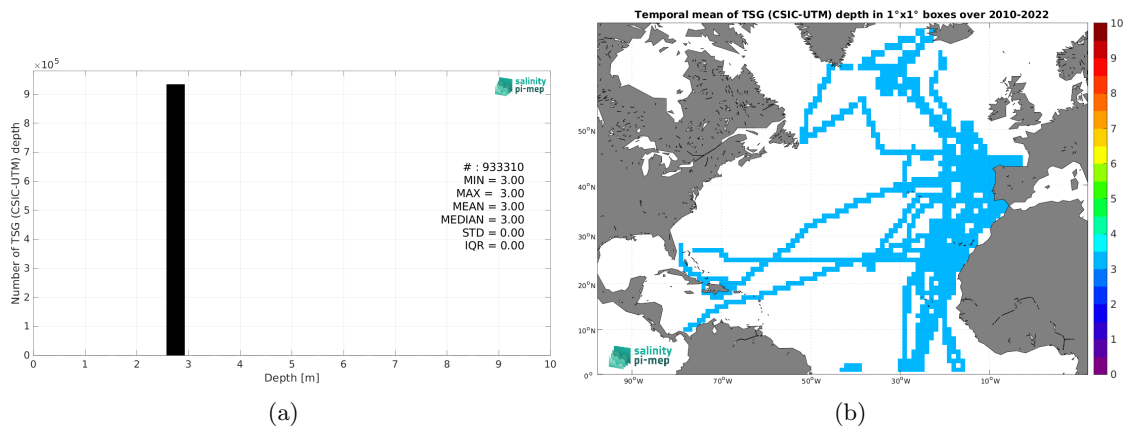 ×10⁵
9
8
7
6
5
4
3
2
1
0
Number of TSG (CSIC-UTM) depth
salinity
pi-mep
# : 933310
MIN = 3.00
MAX = 3.00
MEAN = 3.00
MEDIAN = 3.00
STD = 0.00
IQR = 0.00
0 1 2 3 4 5 6 7 8 9 10
Depth [m]
(a)
Temporal mean of TSG (CSIC-UTM) depth in 1°x1° boxes over 2010-2022
50°N
40°N
30°N
20°N
10°N
0°
90°W 70°W 50°W 30°W 10°W
salinity
pi-mep
10
9
8
7
6
5
4
3
2
1
0
(b)